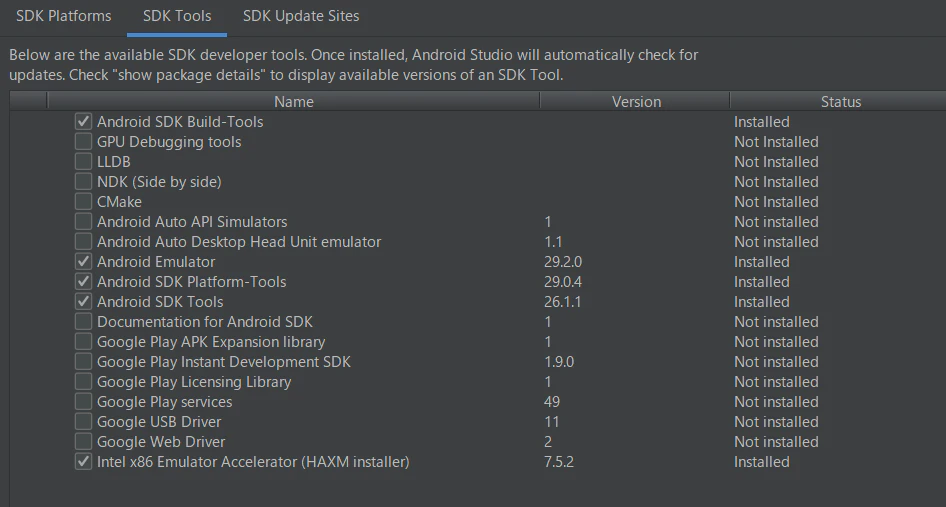 SDK Platforms SDK Tools SDK Update Sites
Below are the available SDK developer tools. Once installed, Android Studio will automatically check for
updates. Check "show package details" to display available versions of an SDK Tool.
Name Version Status
Android SDK Build-Tools Installed
GPU Debugging tools Not Installed
LLDB Not Installed
NDK (Side by side) Not Installed
CMake Not Installed
Android Auto API Simulators 1 Not installed
Android Auto Desktop Head Unit emulator 1.1 Not installed
Android Emulator 29.2.0 Installed
Android SDK Platform-Tools 29.0.4 Installed
Android SDK Tools 26.1.1 Installed
Documentation for Android SDK 1 Not installed
Google Play APK Expansion library 1 Not installed
Google Play Instant Development SDK 1.9.0 Not installed
Google Play Licensing Library 1 Not installed
Google Play services 49 Not installed
Google USB Driver 11 Not installed
Google Web Driver 2 Not installed
Intel x86 Emulator Accelerator (HAXM installer) 7.5.2 Installed